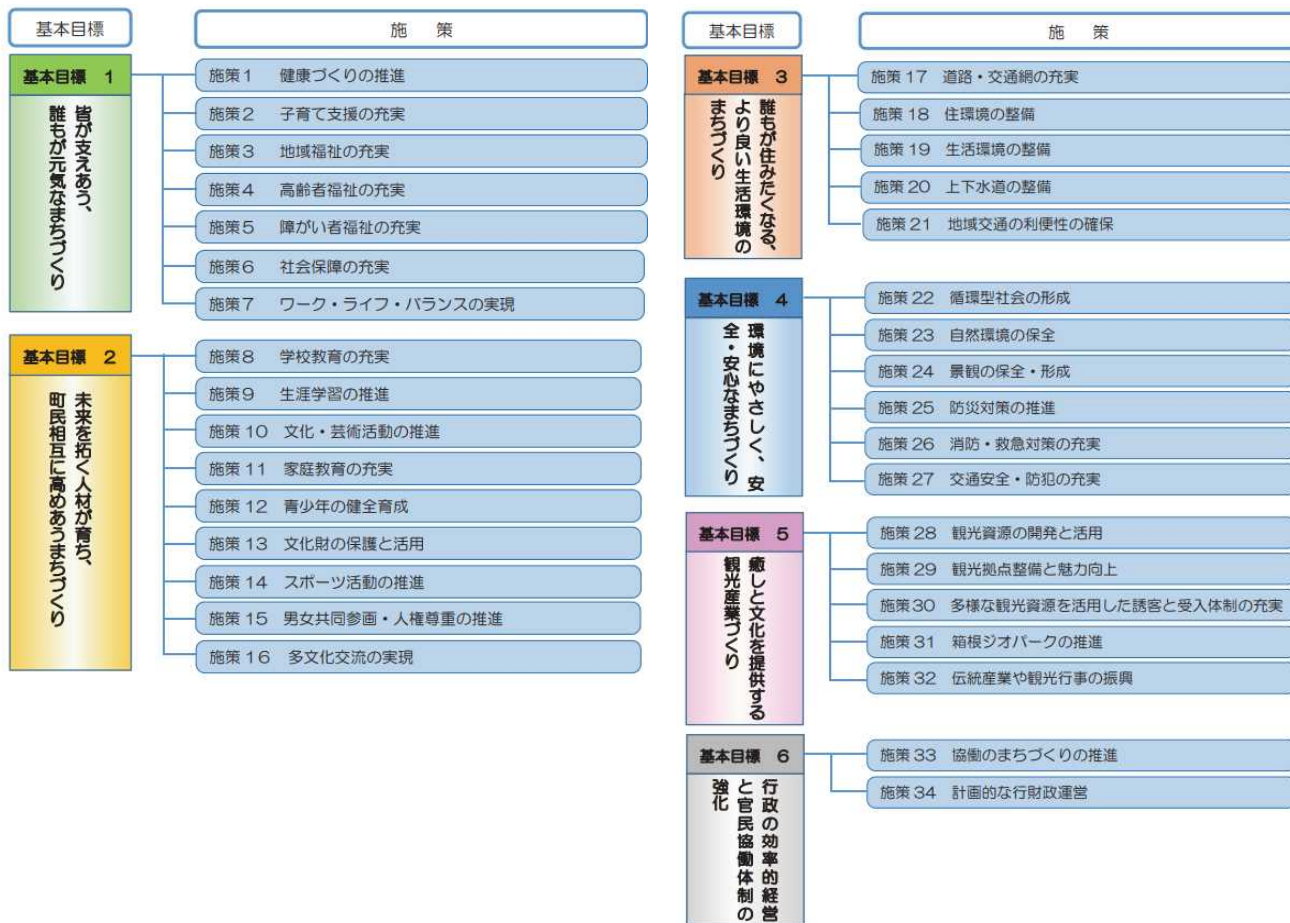 基本目標
施　策
基本目標　1
皆が支えあう、
誰もが元気なまちづくり
施策1　健康づくりの推進
施策2　子育て支援の充実
施策3　地域福祉の充実
施策4　高齢者福祉の充実
施策5　障がい者福祉の充実
施策6　社会保障の充実
施策7　ワーク・ライフ・バランスの実現
基本目標　2
未来を拓く人材が育ち、
町民相互に高めあうまちづくり
施策8　学校教育の充実
施策9　生涯学習の推進
施策10　文化・芸術活動の推進
施策11　家庭教育の充実
施策12　青少年の健全育成
施策13　文化財の保護と活用
施策14　スポーツ活動の推進
施策15　男女共同参画・人権尊重の推進
施策16　多文化交流の実現
基本目標
施　策
基本目標　3
誰もが住みたくなる、
より良い生活環境の
まちづくり
施策17　道路・交通網の充実
施策18　住環境の整備
施策19　生活環境の整備
施策20　上下水道の整備
施策21　地域交通の利便性の確保
基本目標　4
環境にやさしく、安
全・安心なまちづくり
施策22　循環型社会の形成
施策23　自然環境の保全
施策24　景観の保全・形成
施策25　防災対策の推進
施策26　消防・救急対策の充実
施策27　交通安全・防犯の充実
基本目標　5
癒しと文化を提供する
観光産業づくり
施策28　観光資源の開発と活用
施策29　観光拠点整備と魅力向上
施策30　多様な観光資源を活用した誘客と受入体制の充実
施策31　箱根ジオパークの推進
施策32　伝統産業や観光行事の振興
基本目標　6
行政の効率的経営
と官民協働体制の
強化
施策33　協働のまちづくりの推進
施策34　計画的な行財政運営